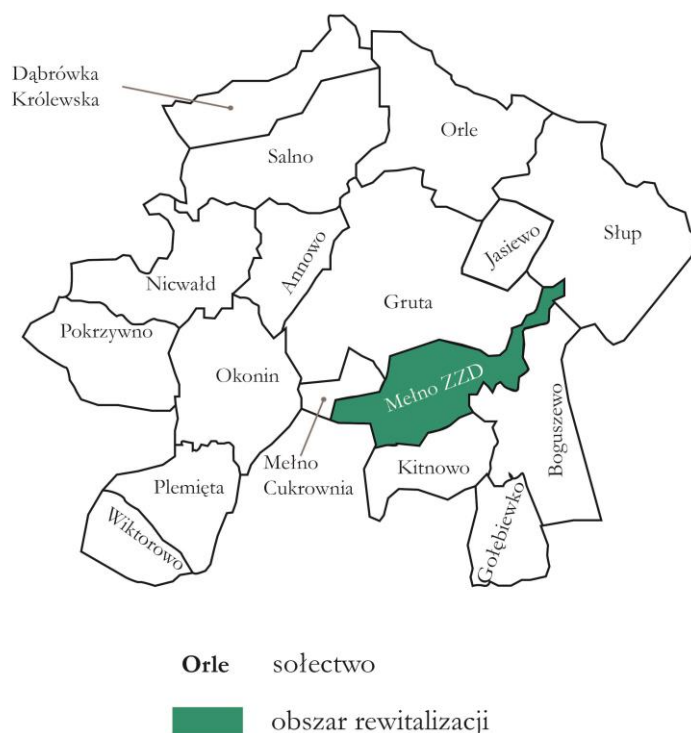 Dąbrówka
Królewska
Orle
Salno
Słup
Jasiewo
Annowo
Nicwałd
Gruta
Pokrzywno
Okonin
Mełno ZZD
Boguszewo
Mełno
Cukrownia
Kitnowo
Plemięta
Gołębiewko
Wiktorowo
Orle sołectwo
obszar rewitalizacji